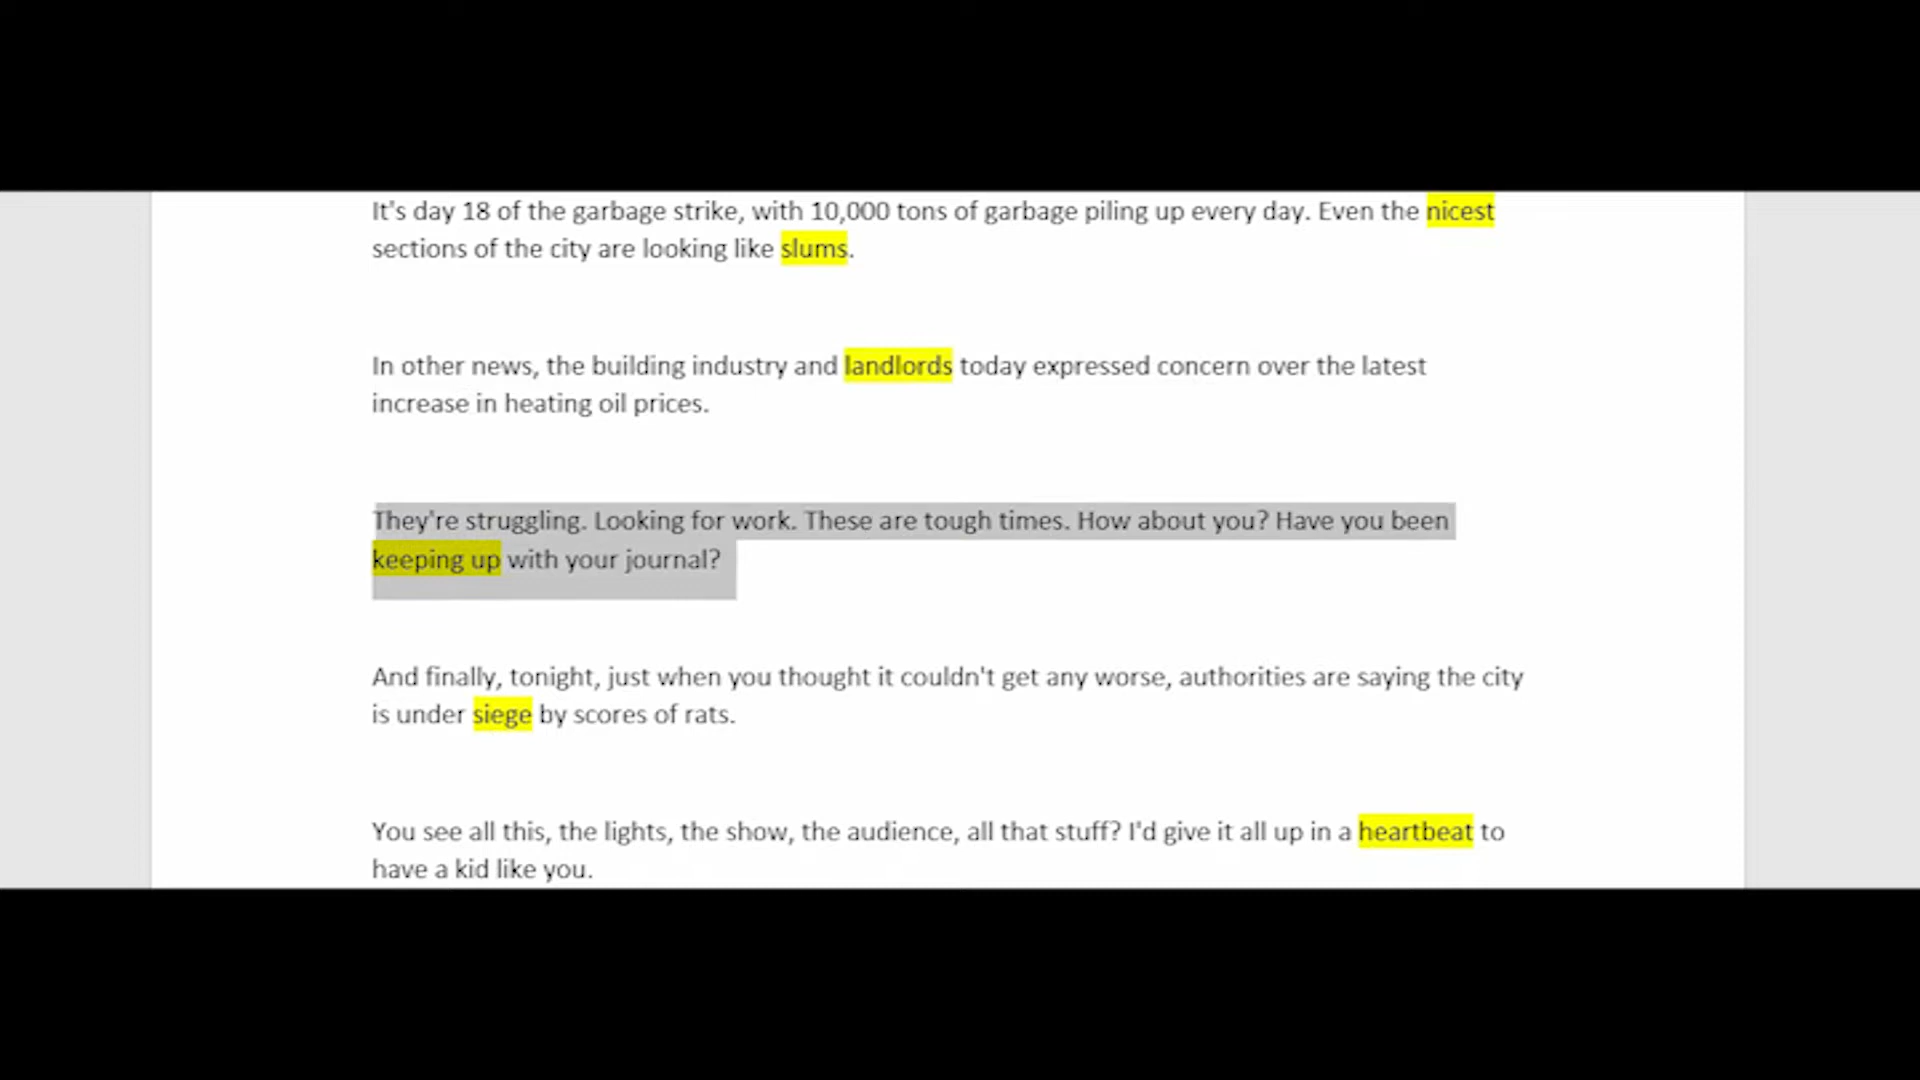 It's day 18 of the garbage strike, with 10,000 tons of garbage piling up every day. Even the nicest
sections of the city are looking like slums.
In other news, the building industry and landlords today expressed concern over the latest
increase in heating oil prices.
They're struggling. Looking for work. These are tough times. How about you? Have you been
keeping up with your journal?
And finally, tonight, just when you thought it couldn't get any worse, authorities are saying the city
is under siege by scores of rats.
You see all this, the lights, the show, the audience, all that stuff? I'd give it all up in a heartbeat to
have a kid like you.